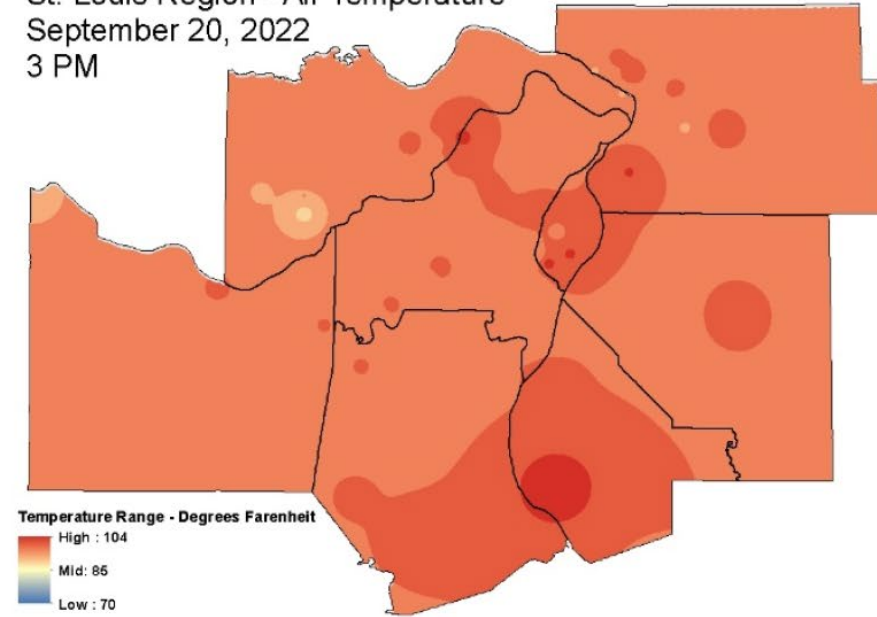 St. Louis Region - Air Temperature
September 20, 2022
3 PM
Temperature Range - Degrees Farenheit
High : 104
Mid: 85
Low : 70